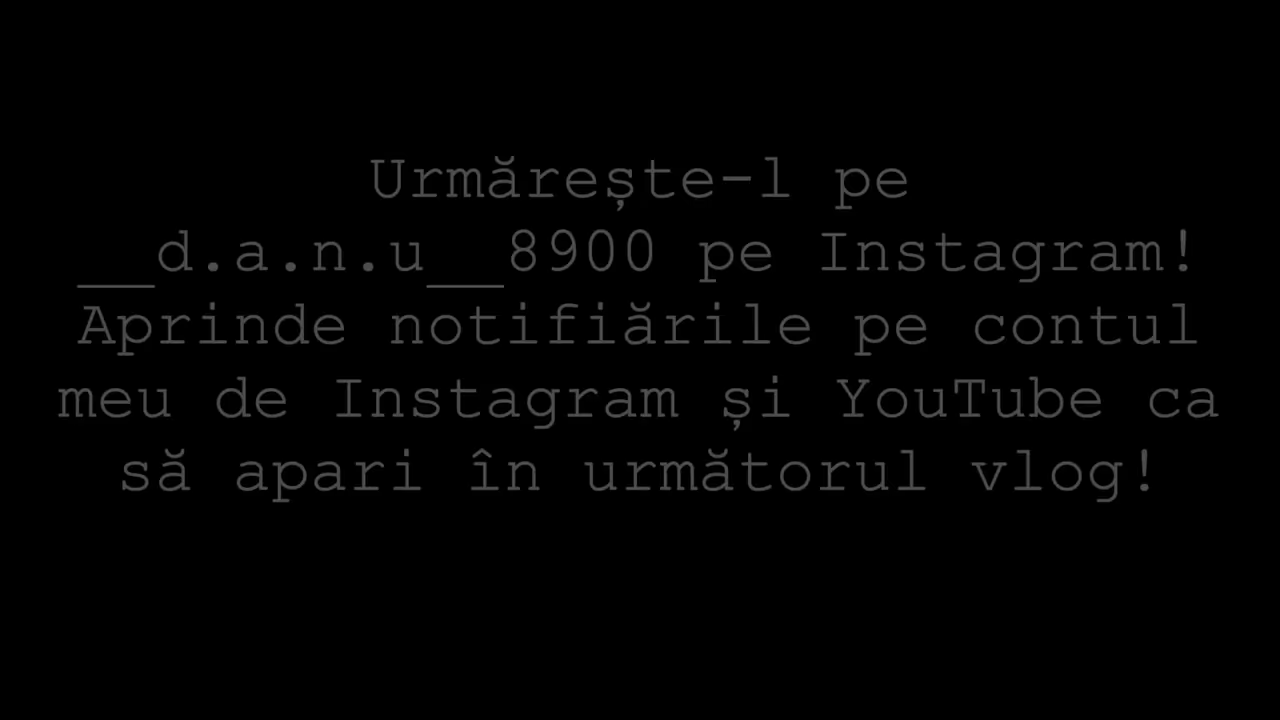 Urmărește-l pe
__d.a.n.u__8900 pe Instagram!
Aprinde notifiările pe contul
meu de Instagram și YouTube ca
să apari în următorul vlog!